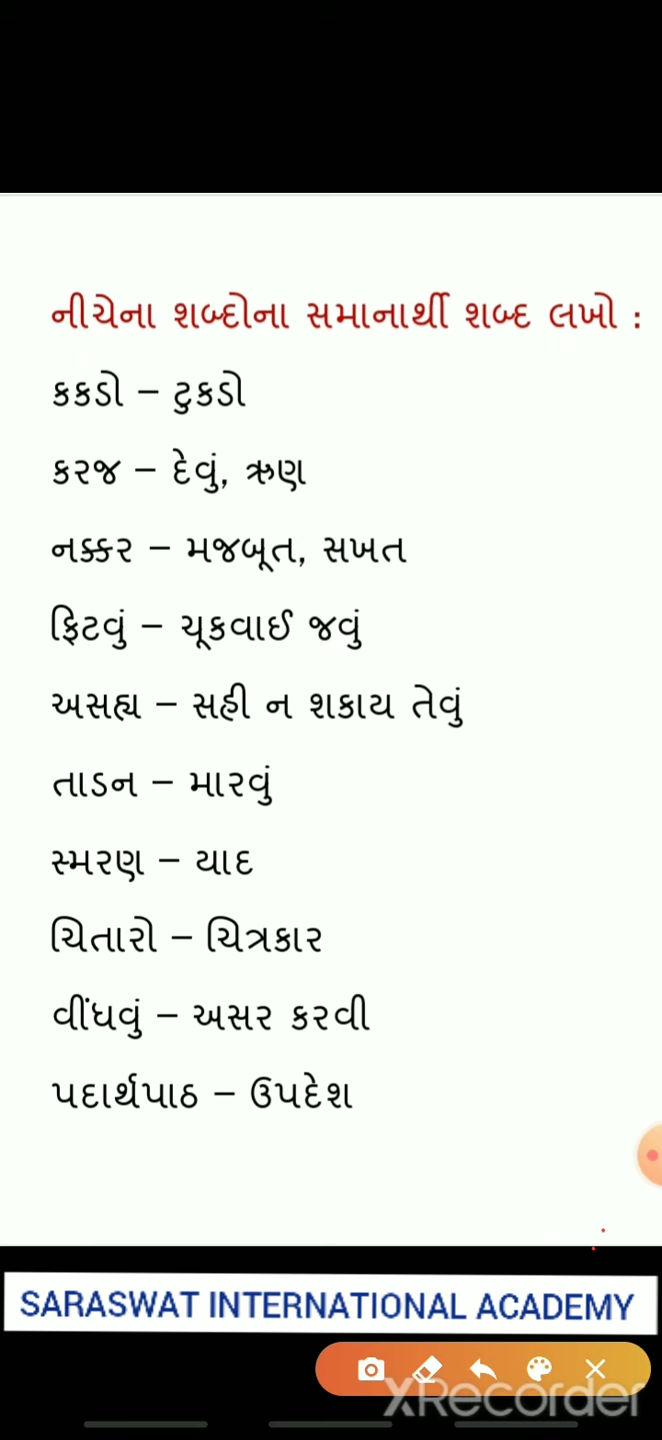 નીચેના શબ્દોના સમાનાર્થી શબ્દ લખો :
કકડો – ટુકડો
કરજ – દેવું, ઋણ
નક્કર – મજબૂત, સખત
ફિટવું – ચૂકવાઈ જવું
અસહ્ય – સહી ન શકાય તેવું
તાડન – મારવું
સ્મરણ – યાદ
ચિતારો – ચિત્રકાર
વીંધવું – અસર કરવી
પદાર્થપાઠ – ઉપદેશ
SARASWAT INTERNATIONAL ACADEMY
XRecorder